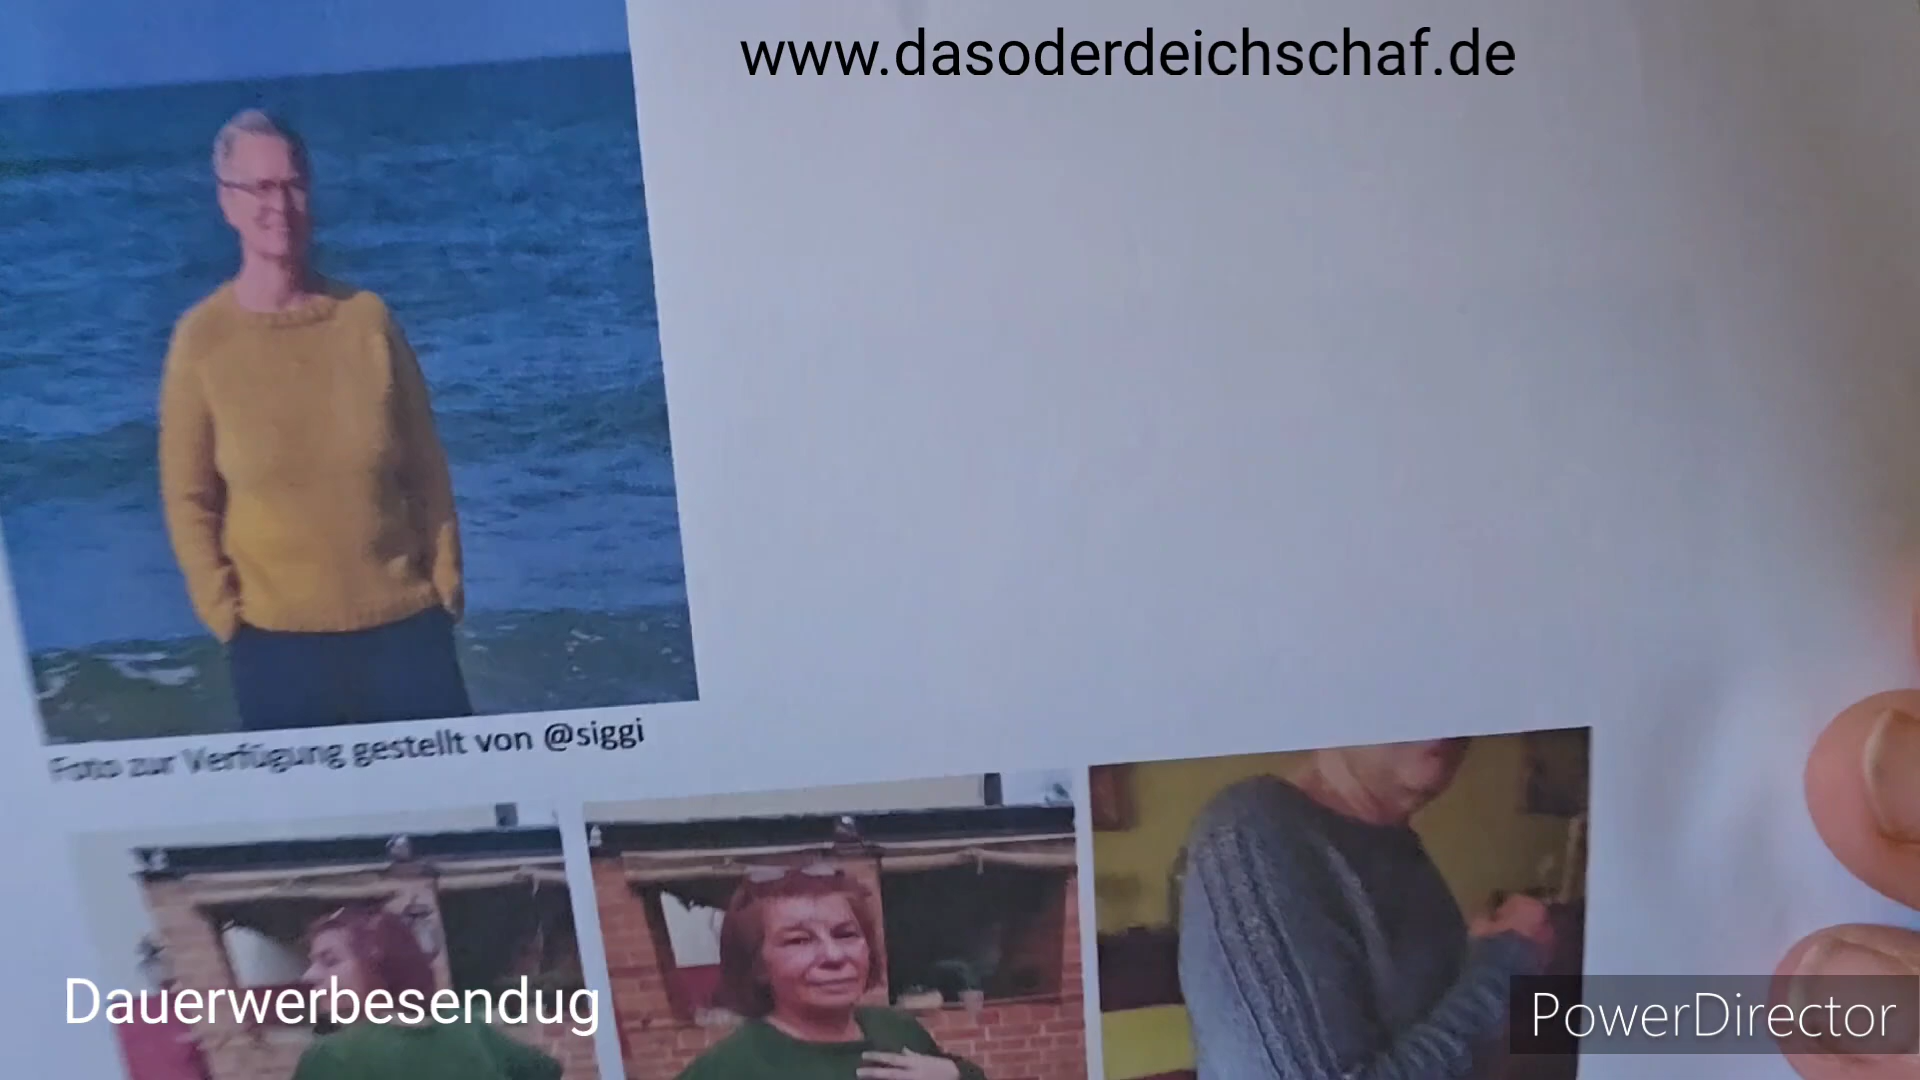 www.dasoderdeichschaf.de
Foto zur Verfügung gestellt von @siggi
Dauerwerbesendug
PowerDirector